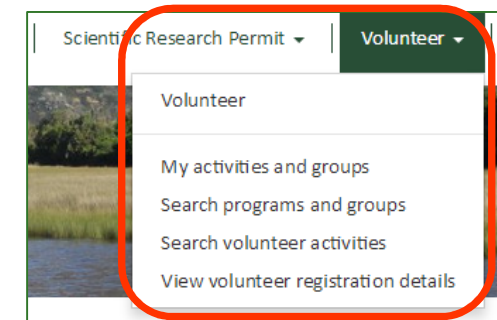 Scientific Research Permit Volunteer
Volunteer
My activities and groups
Search programs and groups
Search volunteer activities
View volunteer registration details